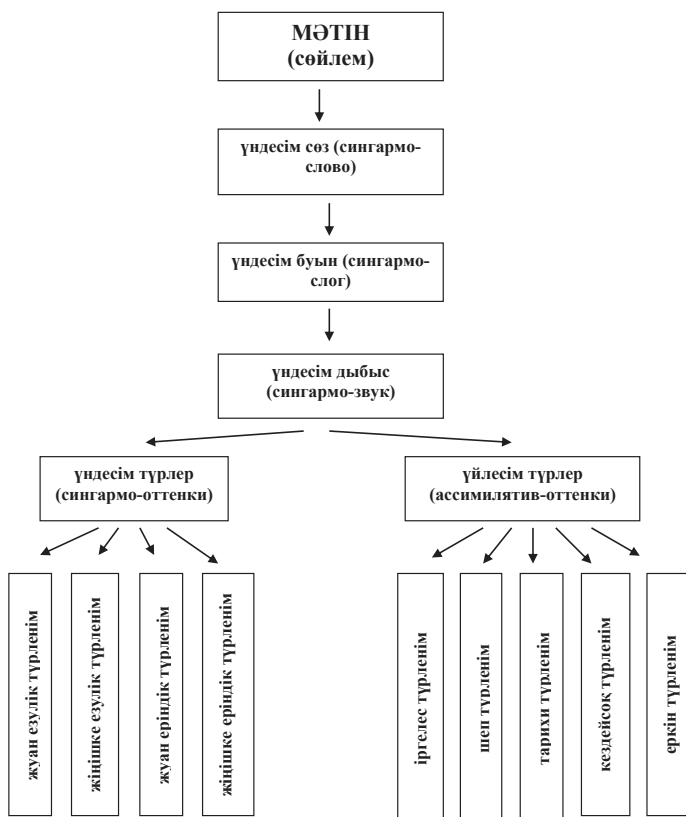 МӘТІН
(сөйлем)
үндесім сөз (сингармо-
слово)
үндесім буын (сингармо-
слог)
үндесім дыбыс
(сингармо-звук)
үндесім түрлер
(сингармо-оттенки)
үйлесім түрлер
(ассимилятив-оттенки)
жуан езулік түрленім
жіңішке езулік түрленім
жуан еріндік түрленім
жіңішке еріндік түрленім
іргелес түрленім
шеп түрленім
тарихи түрленім
кездейсоқ түрленім
еркін түрленім